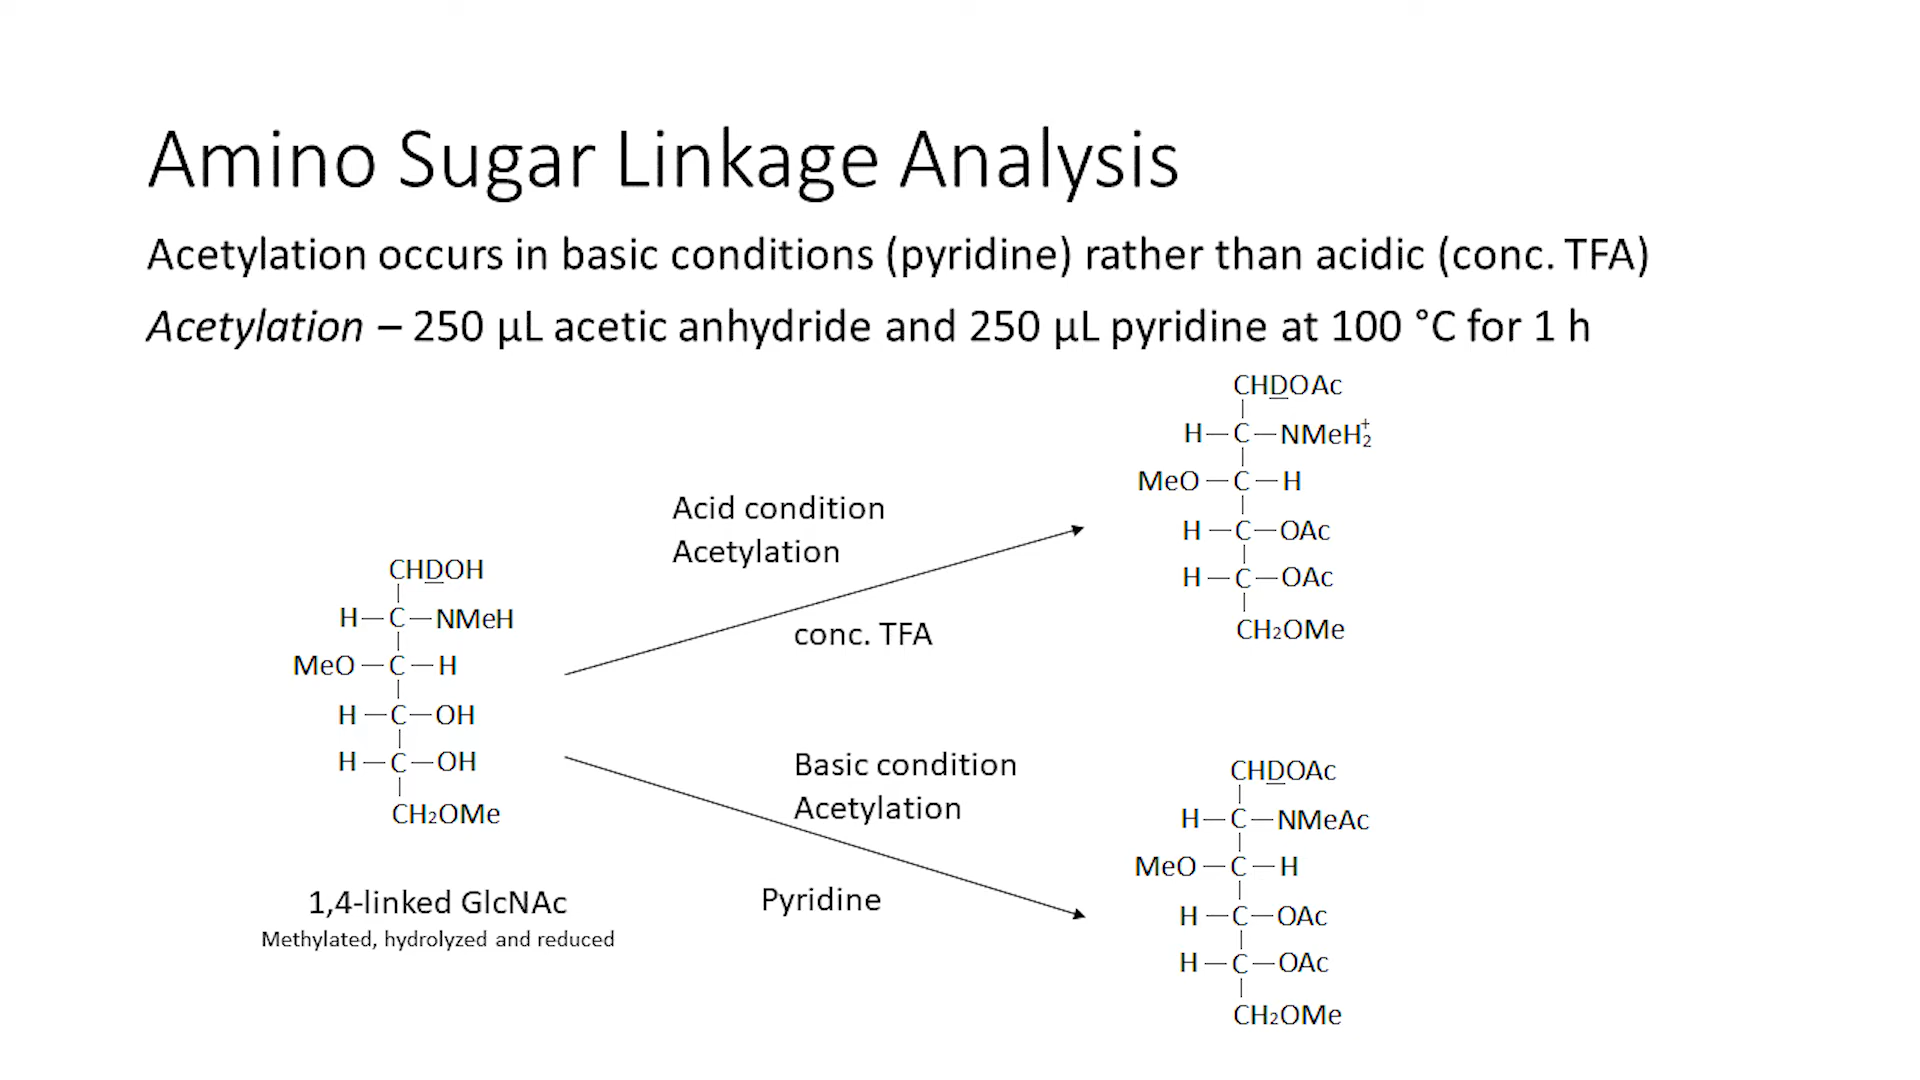 Amino Sugar Linkage Analysis
Acetylation occurs in basic conditions (pyridine) rather than acidic (conc. TFA)
Acetylation – 250 µL acetic anhydride and 250 µL pyridine at 100 °C for 1 h
CHDOH
H—C—NMeH
MeO—C—H
H—C—OH
H—C—OH
CH₂OMe
1,4-linked GlcNAc
Methylated, hydrolyzed and reduced
Acid condition
Acetylation
conc. TFA
CHDOAc
H—C—NMeH₂⁺
MeO—C—H
H—C—OAc
H—C—OAc
CH₂OMe
Basic condition
Acetylation
Pyridine
CHDOAc
H—C—NMeAc
MeO—C—H
H—C—OAc
H—C—OAc
CH₂OMe